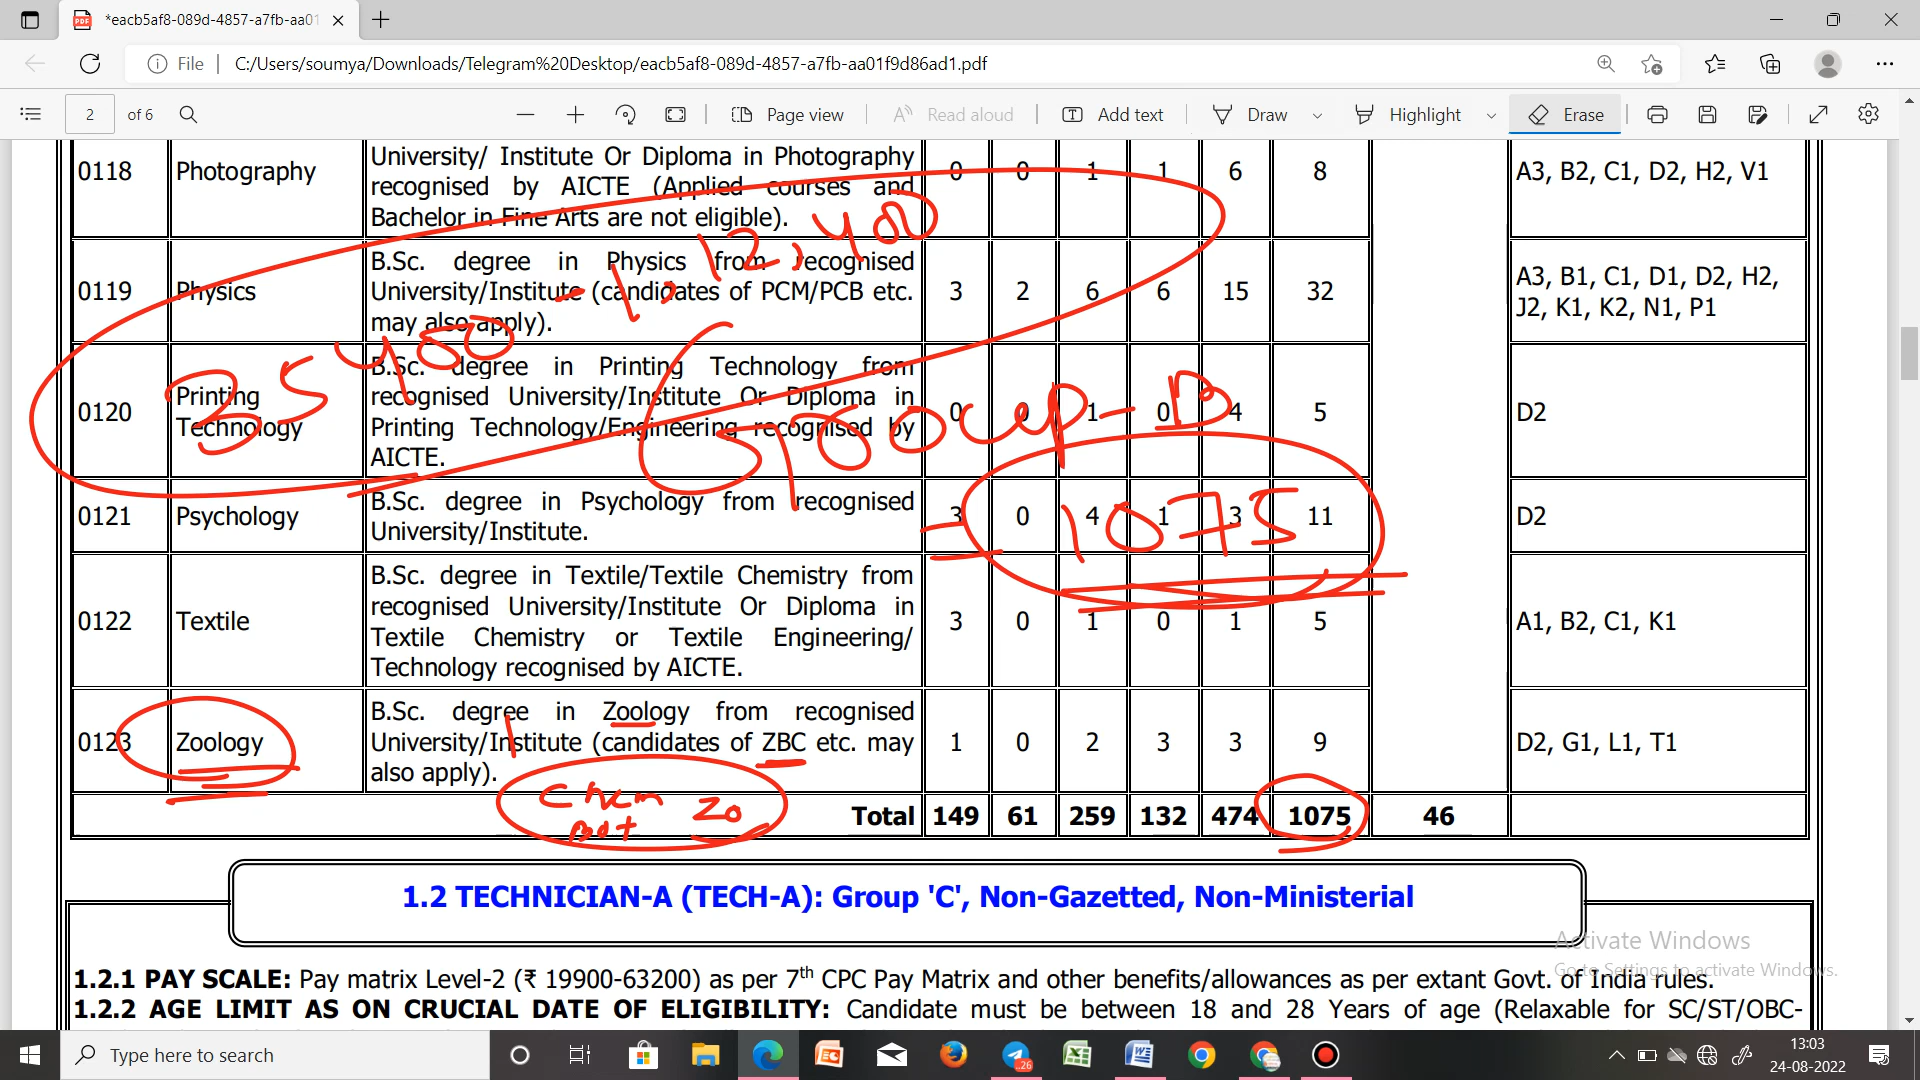 *eacb5af8-089d-4857-a7fb-aa01
File
C:/Users/soumya/Downloads/Telegram%20Desktop/eacb5af8-089d-4857-a7fb-aa01f9d86ad1.pdf
2 of 6
Page view
Read aloud
Add text
Draw
Highlight
Erase
0118 Photography University/ Institute Or Diploma in Photography
recognised by AICTE (Applied courses and
Bachelor in Fine Arts are not eligible).
0 0 1 1 6 8 A3, B2, C1, D2, H2, V1
0119 Physics B.Sc. degree in Physics from recognised
University/Institute (candidates of PCM/PCB etc.
may also apply).
3 2 6 6 15 32 A3, B1, C1, D1, D2, H2,
J2, K1, K2, N1, P1
35400 - 1,12,400
0120 Printing Technology B.Sc. degree in Printing Technology from
recognised University/Institute Or Diploma in
Printing Technology/Engineering recognised by
AICTE.
0 0 1 0 4 5 D2
0121 Psychology B.Sc. degree in Psychology from recognised
University/Institute.
3 0 4 1 3 11 D2
1075
0122 Textile B.Sc. degree in Textile/Textile Chemistry from
recognised University/Institute Or Diploma in
Textile Chemistry or Textile Engineering/
Technology recognised by AICTE.
3 0 1 0 1 5 A1, B2, C1, K1
0123 Zoology B.Sc. degree in Zoology from recognised
University/Institute (candidates of ZBC etc. may
also apply).
1 0 2 3 3 9 D2, G1, L1, T1
Chem Zo
Bot
Total 149 61 259 132 474 1075 46
1.2 TECHNICIAN-A (TECH-A): Group 'C', Non-Gazetted, Non-Ministerial
1.2.1 PAY SCALE: Pay matrix Level-2 (₹ 19900-63200) as per 7th CPC Pay Matrix and other benefits/allowances as per extant Govt. of India rules.
1.2.2 AGE LIMIT AS ON CRUCIAL DATE OF ELIGIBILITY: Candidate must be between 18 and 28 Years of age (Relaxable for SC/ST/OBC-
Activate Windows
Go to Settings to activate Windows.
Type here to search
26
13:03
24-08-2022